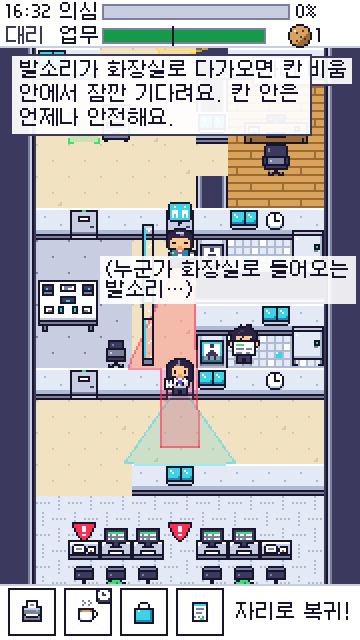 16:32 의심 0%
대리 업무 1
발소리가 화장실로 다가오면 칸
안에서 잠깐 기다려요. 칸 안은
언제나 안전해요.
비움
(누군가 화장실로 들어오는
발소리…)
자리로 복귀!